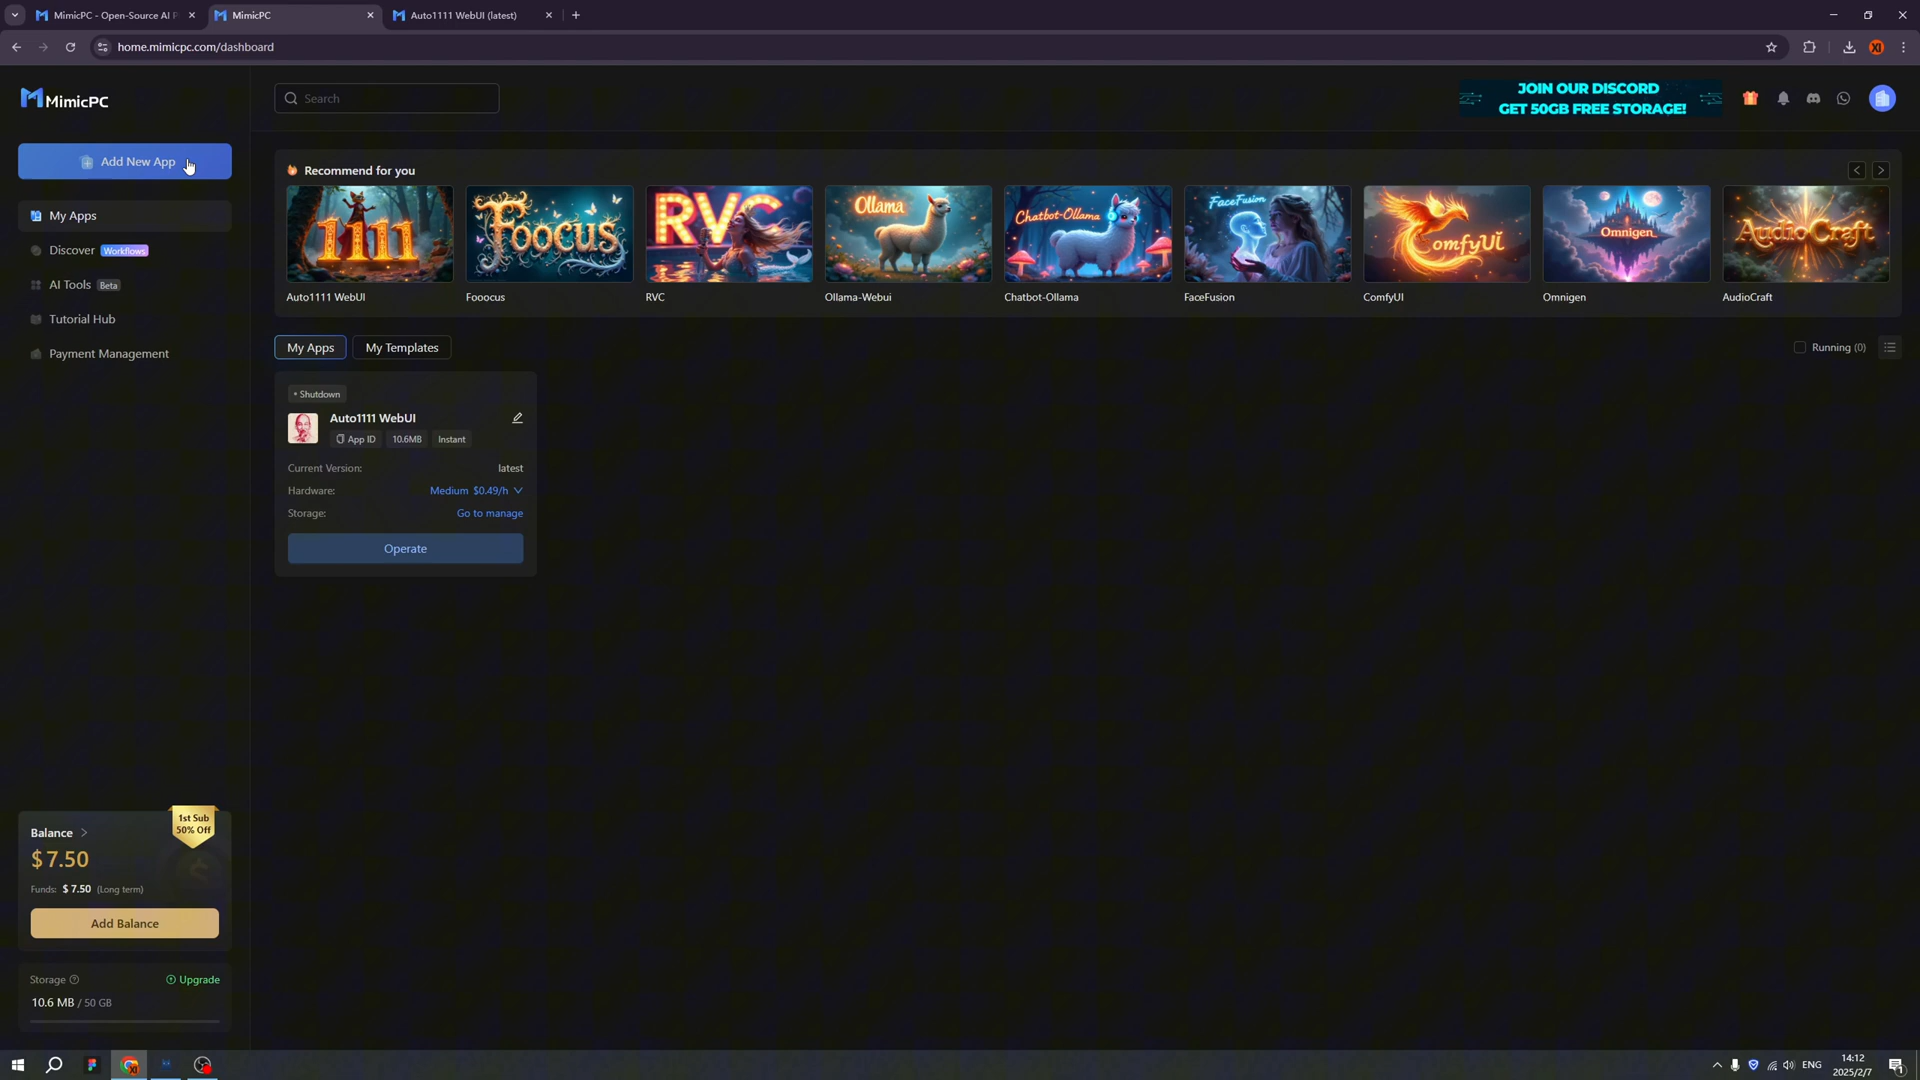 MimicPC - Open-Source AI P
MimicPC
Auto1111 WebUI (latest)
home.mimicpc.com/dashboard
XI
MimicPC
Search
JOIN OUR DISCORD
GET 50GB FREE STORAGE!
Add New App
My Apps
Discover Workflows
AI Tools Beta
Tutorial Hub
Payment Management
Recommend for you
1111
Foocus
RVC
Ollama
Chatbot-Ollama
FaceFusion
ComfyUI
Omnigen
AudioCraft
Auto1111 WebUI
Fooocus
RVC
Ollama-Webui
Chatbot-Ollama
FaceFusion
ComfyUI
Omnigen
AudioCraft
My Apps
My Templates
Running (0)
Shutdown
Auto1111 WebUI
App ID
10.6MB
Instant
Current Version:
latest
Hardware:
Medium $0.49/h
Storage:
Go to manage
Operate
1st Sub
50% Off
Balance
$ 7.50
Funds: $ 7.50 (Long term)
Add Balance
Storage
Upgrade
10.6 MB / 50 GB
XI
ENG
14:12
2025/2/7
1